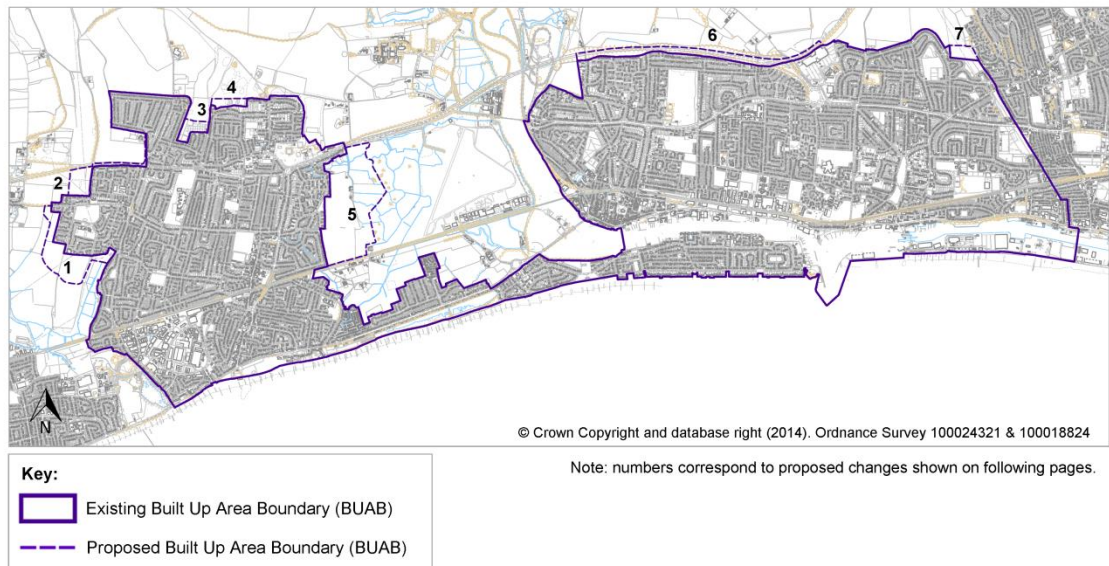 6
7
4
3
2
5
1
N
© Crown Copyright and database right (2014). Ordnance Survey 100024321 & 100018824
Key:
Note: numbers correspond to proposed changes shown on following pages.
Existing Built Up Area Boundary (BUAB)
Proposed Built Up Area Boundary (BUAB)